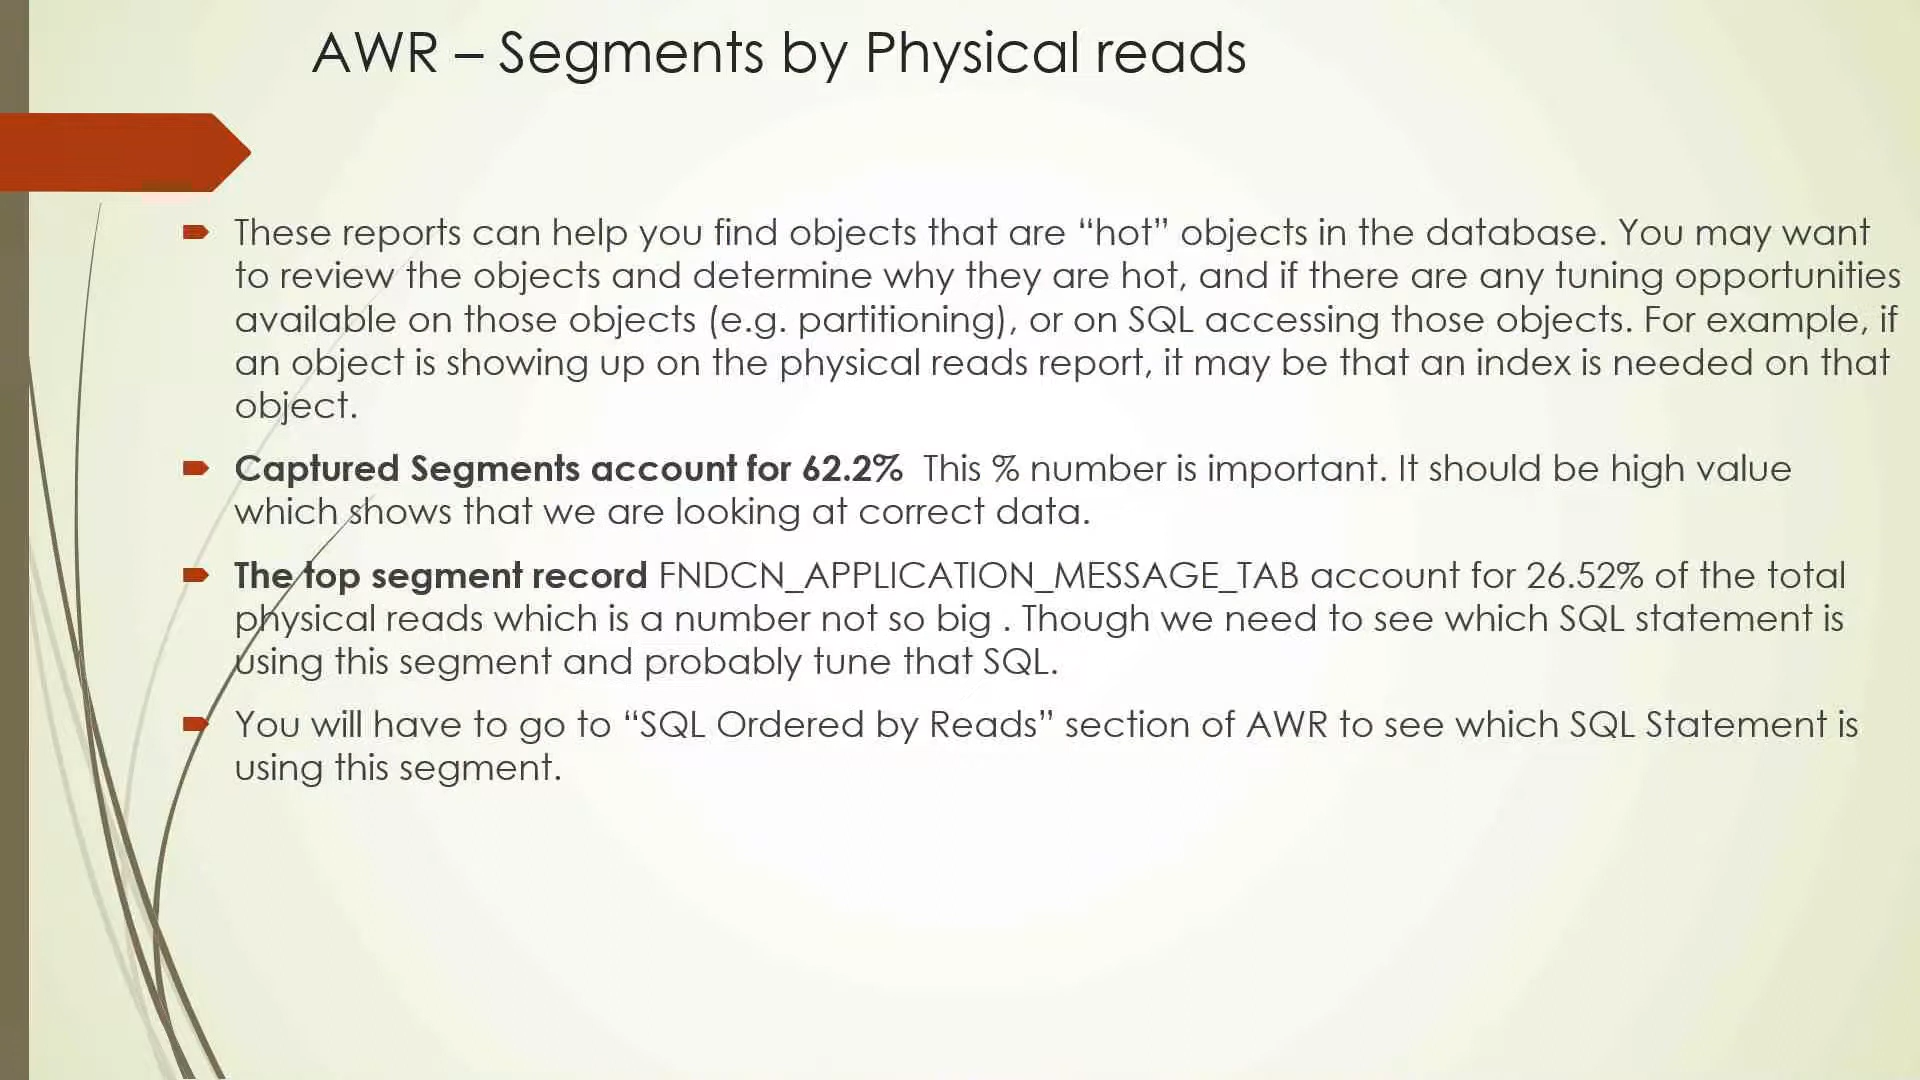 AWR – Segments by Physical reads
These reports can help you find objects that are “hot” objects in the database. You may want
to review the objects and determine why they are hot, and if there are any tuning opportunities
available on those objects (e.g. partitioning), or on SQL accessing those objects. For example, if
an object is showing up on the physical reads report, it may be that an index is needed on that
object.
Captured Segments account for 62.2%  This % number is important. It should be high value
which shows that we are looking at correct data.
The top segment record FNDCN_APPLICATION_MESSAGE_TAB account for 26.52% of the total
physical reads which is a number not so big . Though we need to see which SQL statement is
using this segment and probably tune that SQL.
You will have to go to “SQL Ordered by Reads” section of AWR to see which SQL Statement is
using this segment.